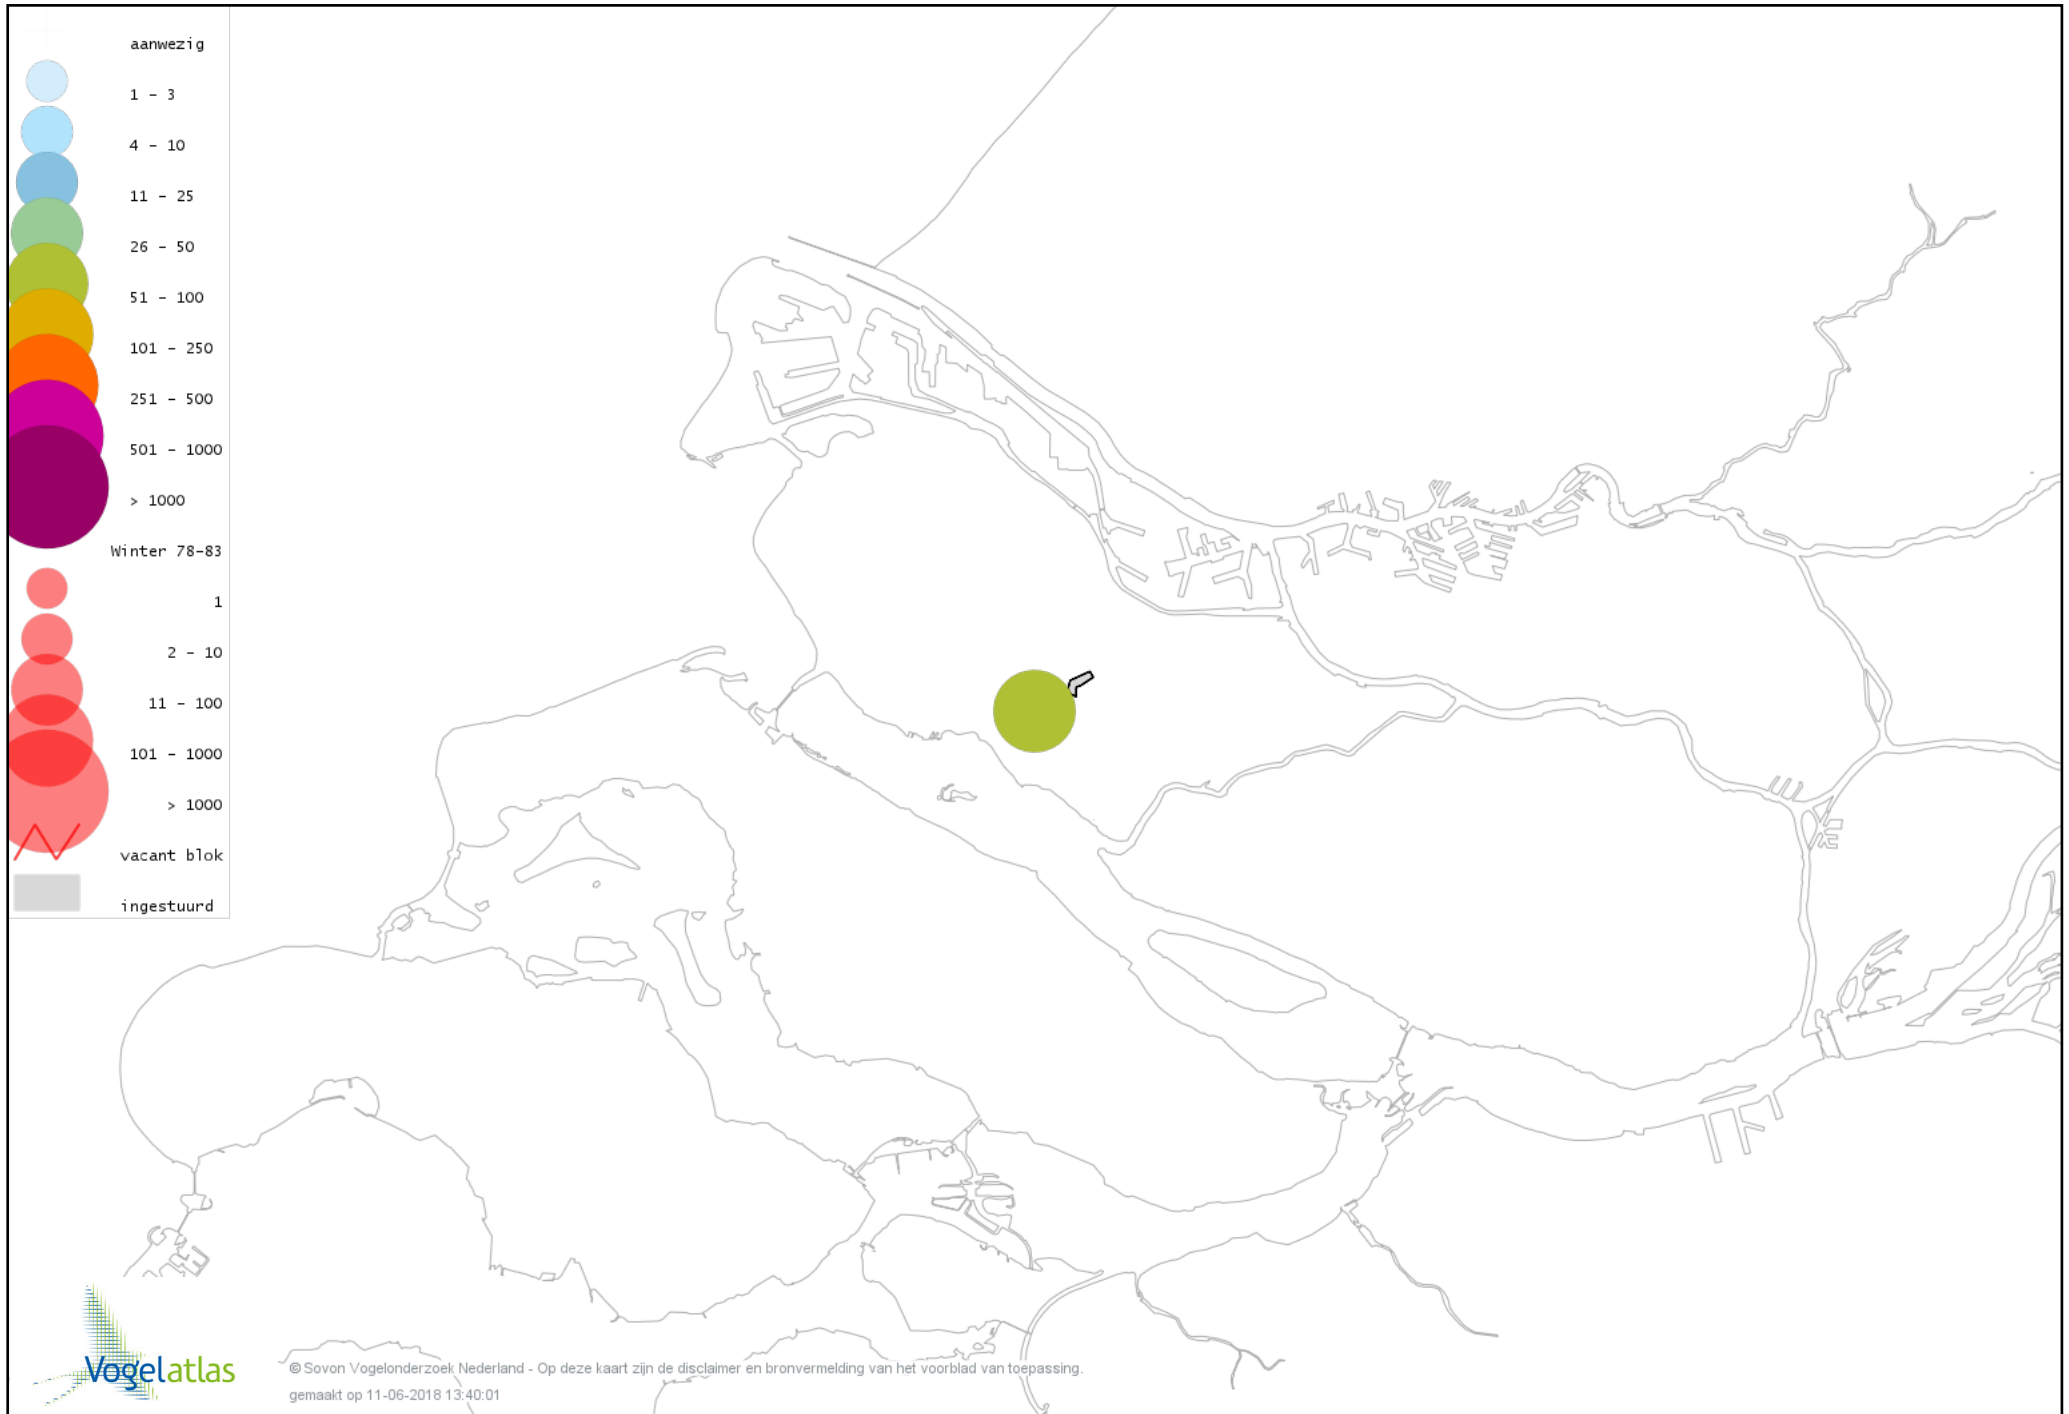 aanwezig
1 - 3
4 - 10
11 - 25
26 - 50
51 - 100
101 - 250
251 - 500
501 - 1000
> 1000
Winter 78-83
1
2 - 10
11 - 100
101 - 1000
> 1000
vacant blok
ingestuurd
Vogelatlas
© Sovon Vogelonderzoek Nederland - Op deze kaart zijn de disclaimer en bronvermelding van het voorblad van toepassing.
gemaakt op 11-06-2018 13:40:01